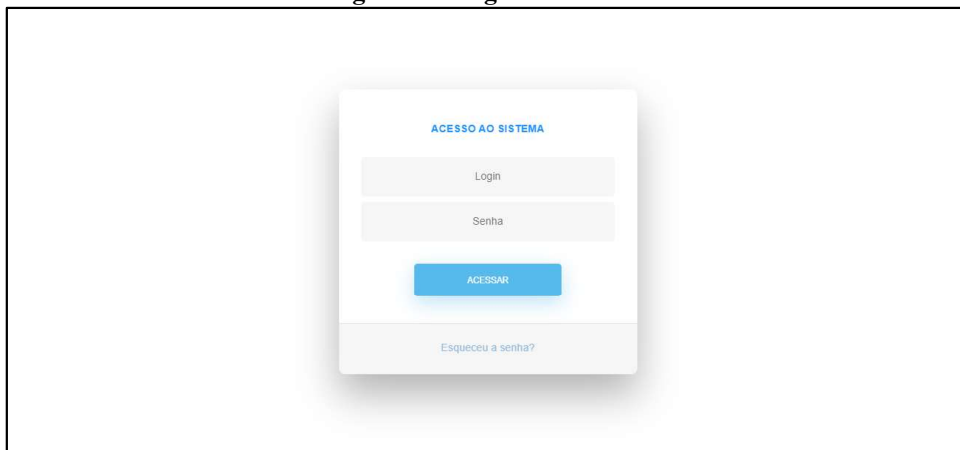 ACESSO AO SISTEMA
Login
Senha
ACESSAR
Esqueceu a senha?